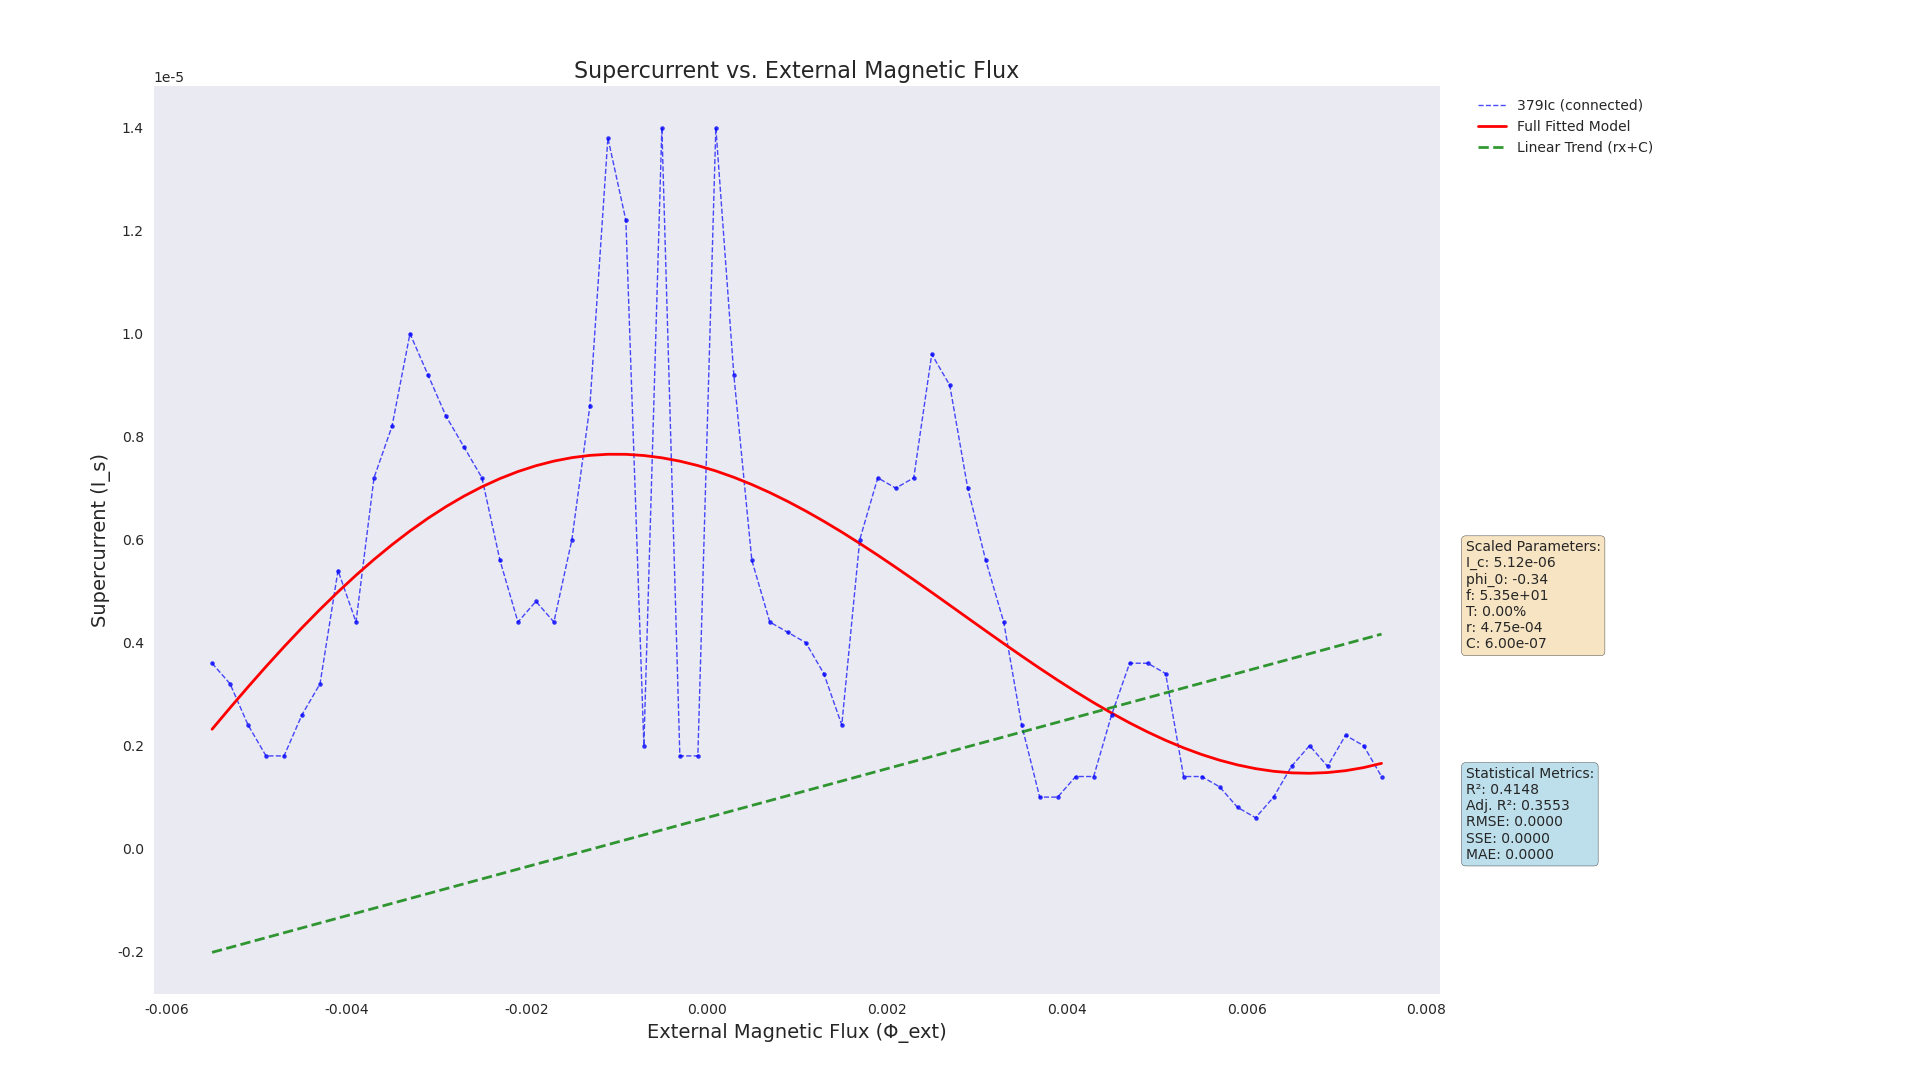 Supercurrent vs. External Magnetic Flux
1e-5
1.4
1.2
1.0
0.8
0.6
0.4
0.2
0.0
-0.2
Supercurrent (I_s)
-0.006
-0.004
-0.002
0.000
0.002
0.004
0.006
0.008
External Magnetic Flux (Φ_ext)
379Ic (connected)
Full Fitted Model
Linear Trend (rx+C)
Scaled Parameters:
I_c: 5.12e-06
phi_0: -0.34
f: 5.35e+01
T: 0.00%
r: 4.75e-04
C: 6.00e-07
Statistical Metrics:
R²: 0.4148
Adj. R²: 0.3553
RMSE: 0.0000
SSE: 0.0000
MAE: 0.0000